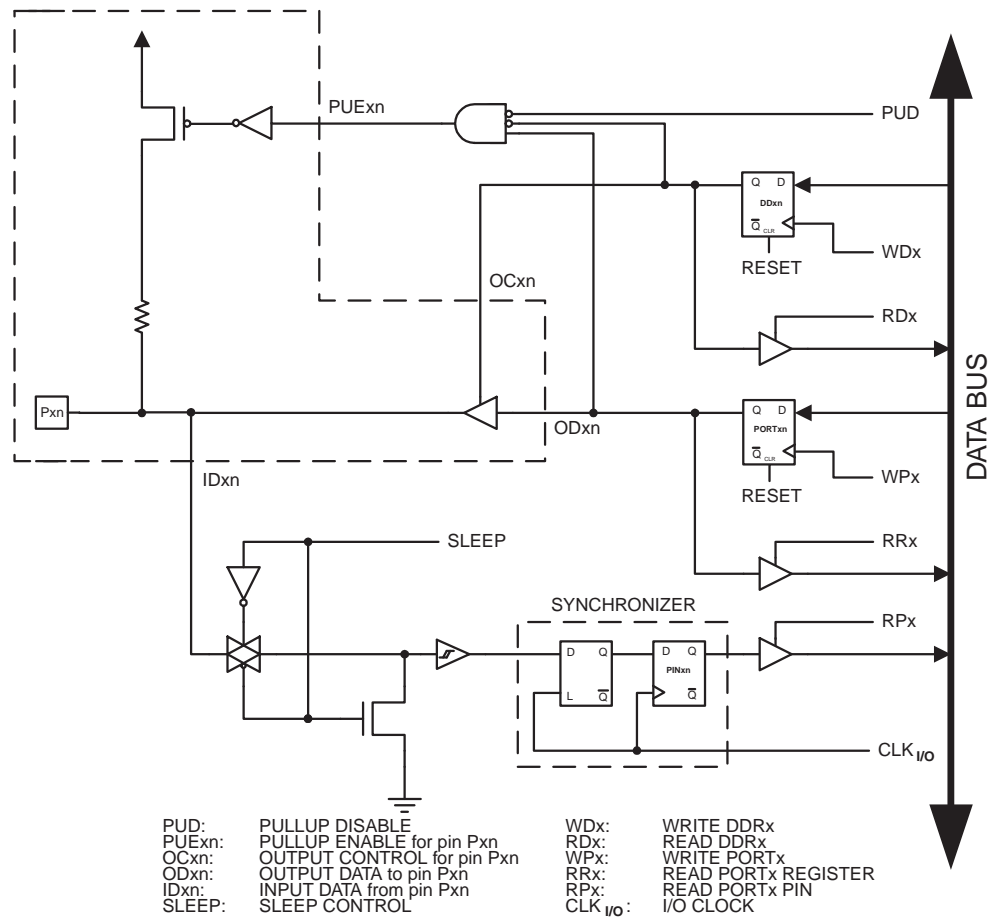 PUExn
PUD
Q D
DDxn
Q CLR
RESET
WDx
OCxn
RDx
Pxn
ODxn
Q D
PORTxn
Q CLR
RESET
WPx
IDxn
SLEEP
RRx
SYNCHRONIZER
RPx
D Q
L Q
D Q
PINxn
Q
CLK I/O
DATA BUS
PUD: PULLUP DISABLE
PUExn: PULLUP ENABLE for pin Pxn
OCxn: OUTPUT CONTROL for pin Pxn
ODxn: OUTPUT DATA to pin Pxn
IDxn: INPUT DATA from pin Pxn
SLEEP: SLEEP CONTROL
WDx: WRITE DDRx
RDx: READ DDRx
WPx: WRITE PORTx
RRx: READ PORTx REGISTER
RPx: READ PORTx PIN
CLK I/O: I/O CLOCK